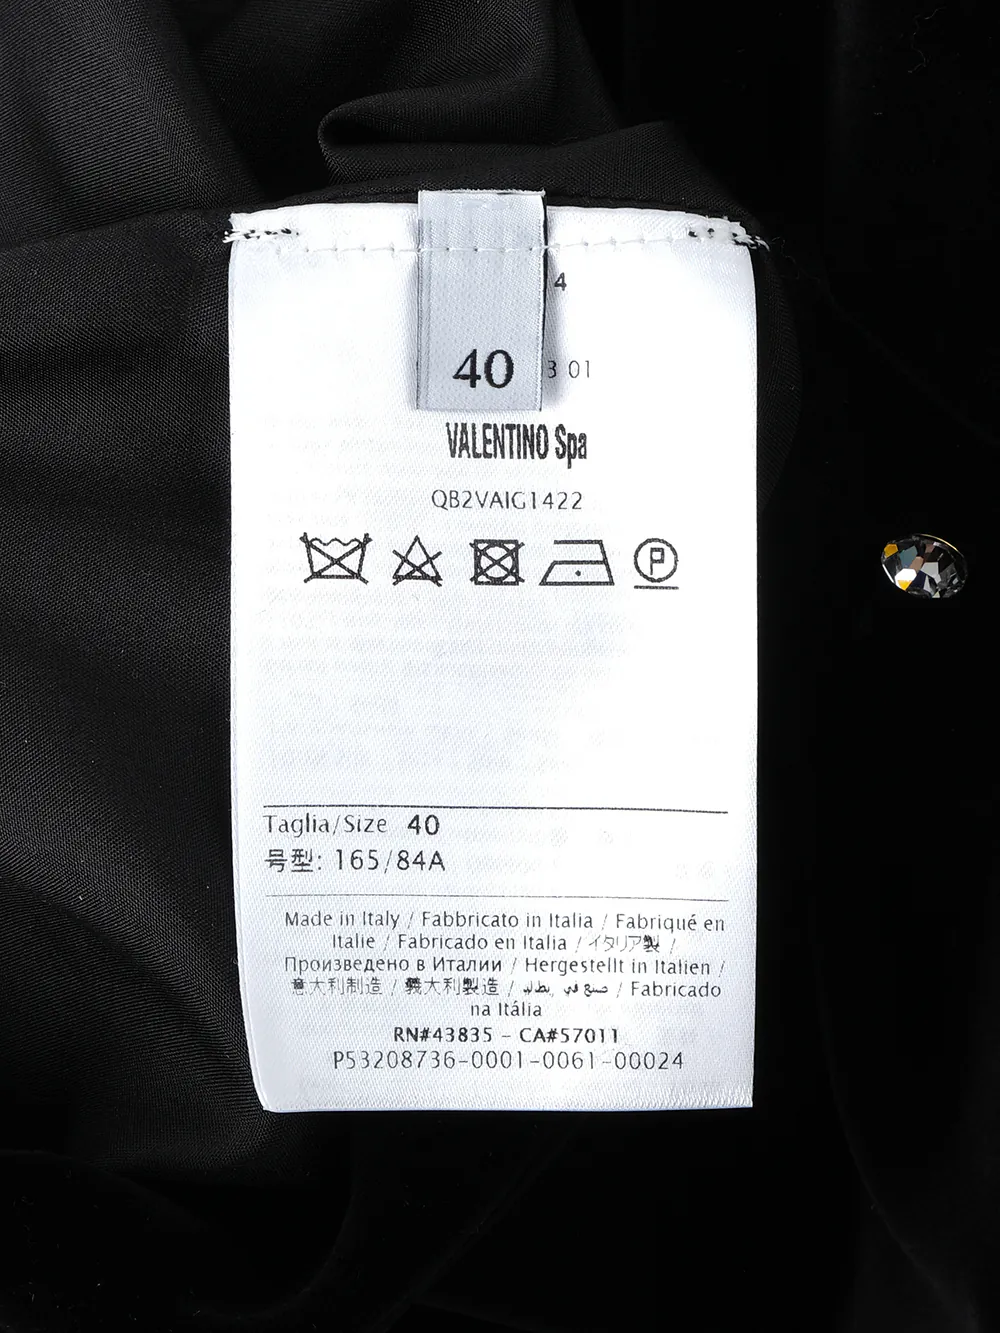 4
40
3 01
VALENTINO Spa
QB2VAIG1422
P
Taglia/Size 40
号型: 165/84A
Made in Italy / Fabbricato in Italia / Fabriqué en
Italie / Fabricado en Italia / イタリア製 /
Произведено в Италии / Hergestellt in Italien /
意大利制造 / 義大利製造 / صنع في / Fabricado
na Itália
RN#43835 - CA#57011
P53208736-0001-0061-00024